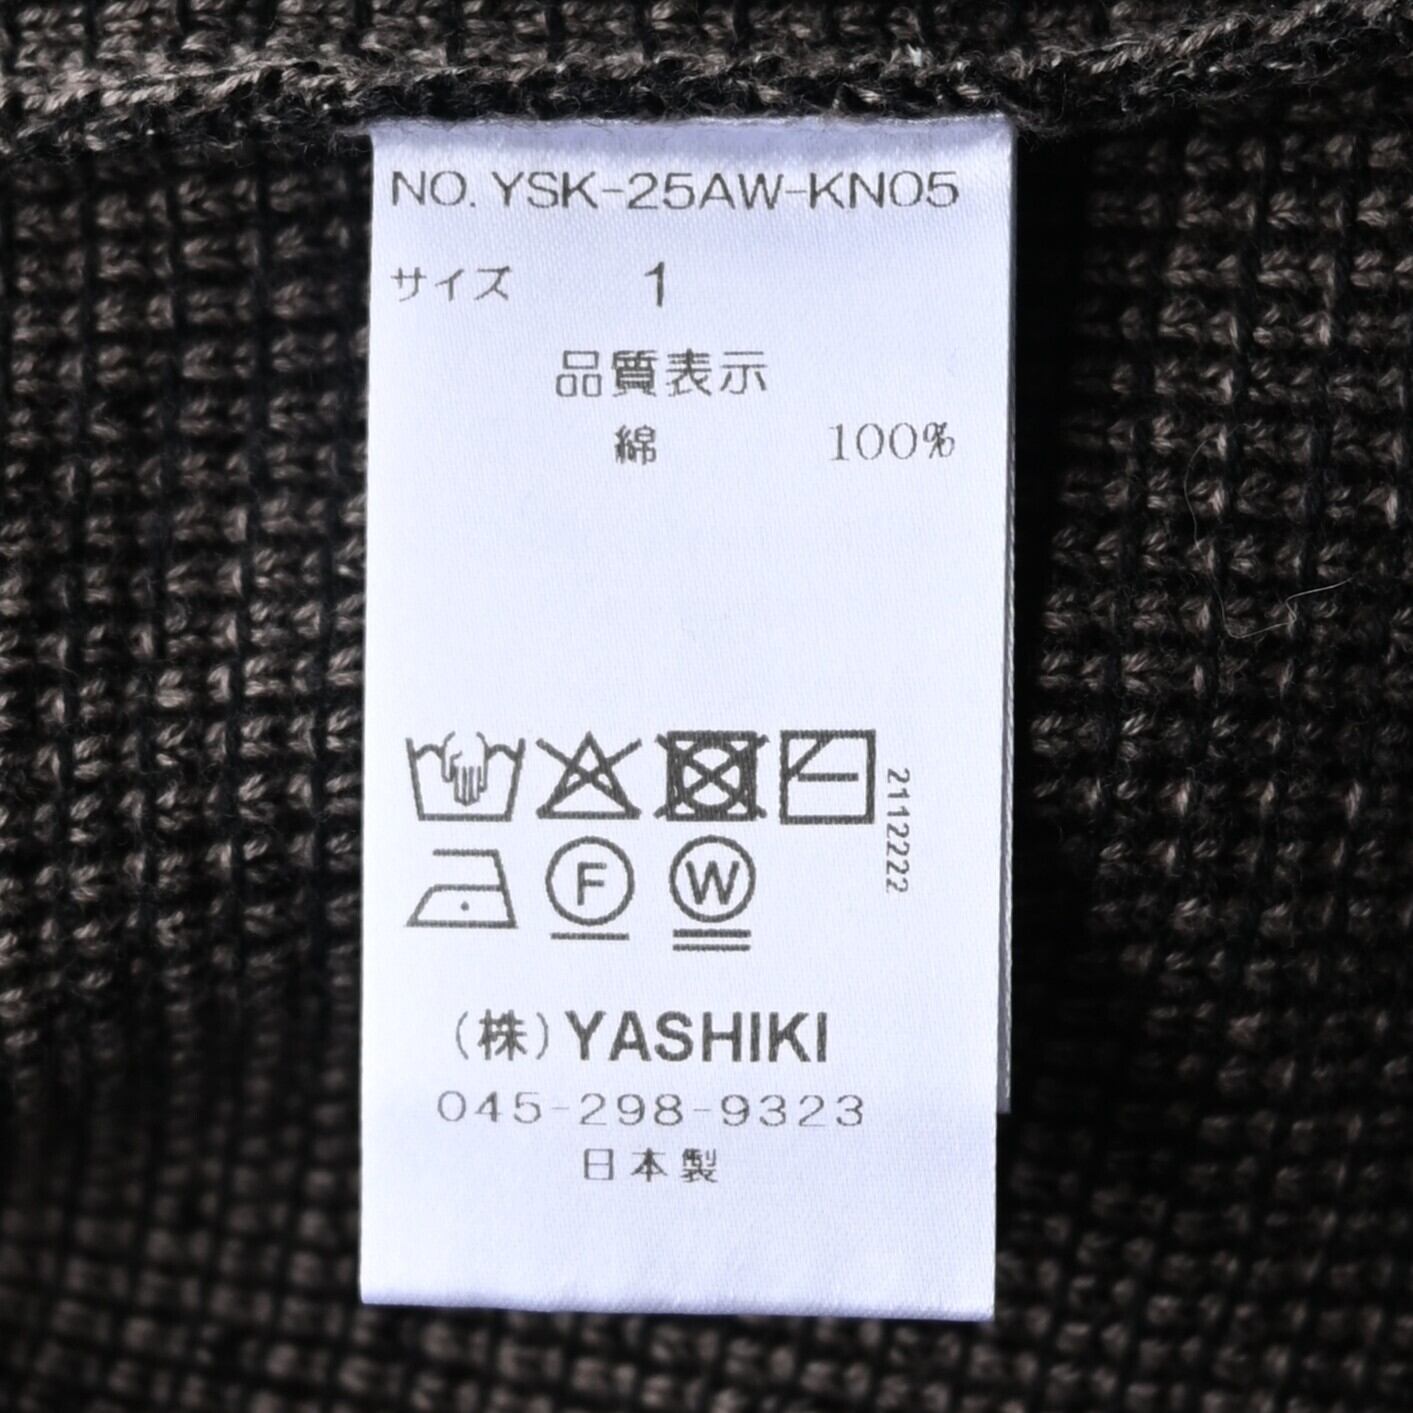 NO. YSK-25AW-KN05
サイズ 1
品質表示
綿 100%
2112222
F W
(株) YASHIKI
045-298-9323
日本製